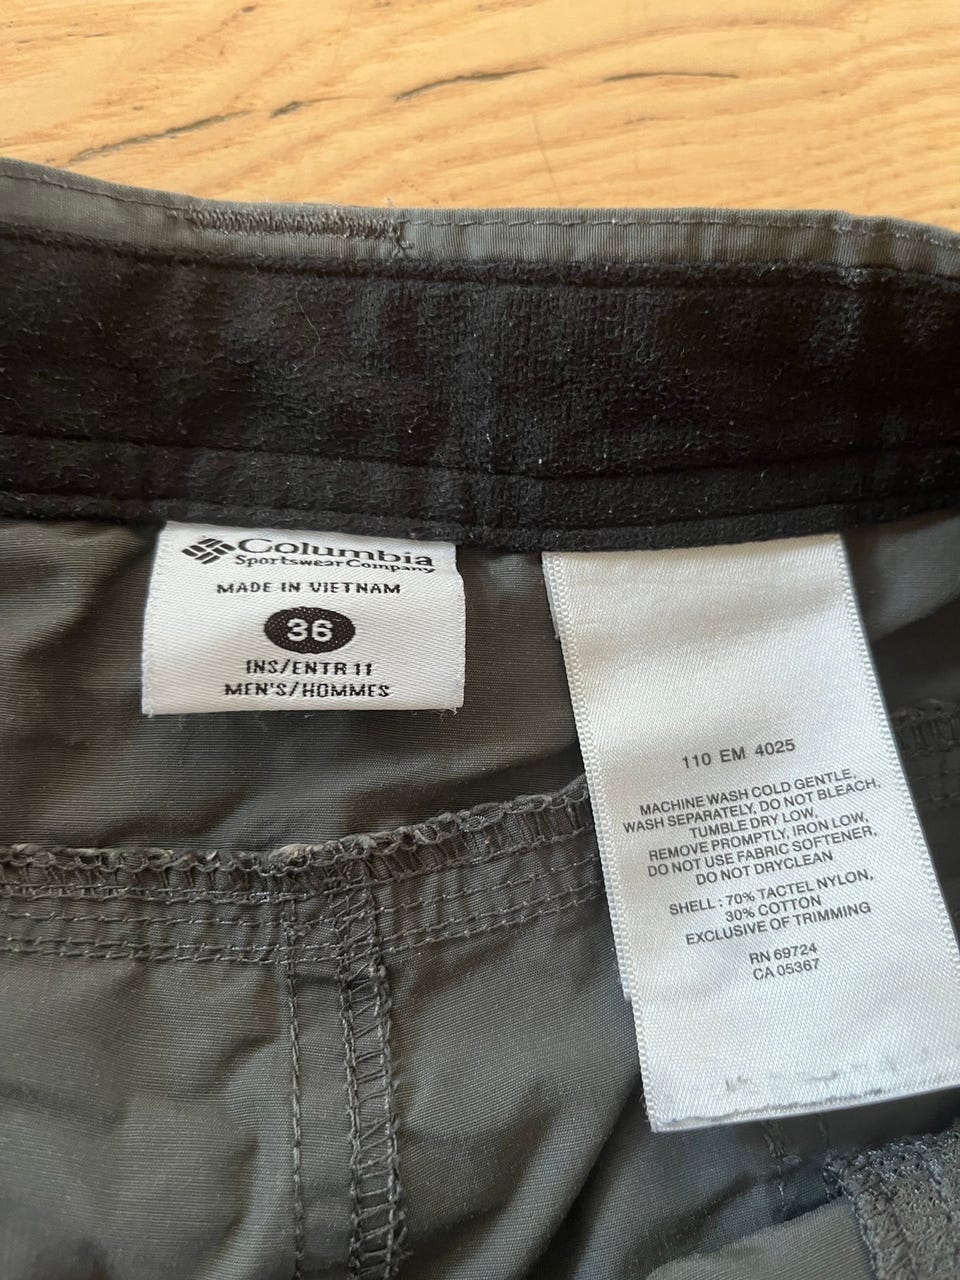 Columbia
Sportswear Company
MADE IN VIETNAM
36
INS/ENTR 11
MEN'S/HOMMES
110 EM 4025
MACHINE WASH COLD GENTLE,
WASH SEPARATELY, DO NOT BLEACH,
TUMBLE DRY LOW,
REMOVE PROMPTLY, IRON LOW,
DO NOT USE FABRIC SOFTENER,
DO NOT DRYCLEAN
SHELL : 70% TACTEL NYLON,
30% COTTON
EXCLUSIVE OF TRIMMING
RN 69724
CA 05367